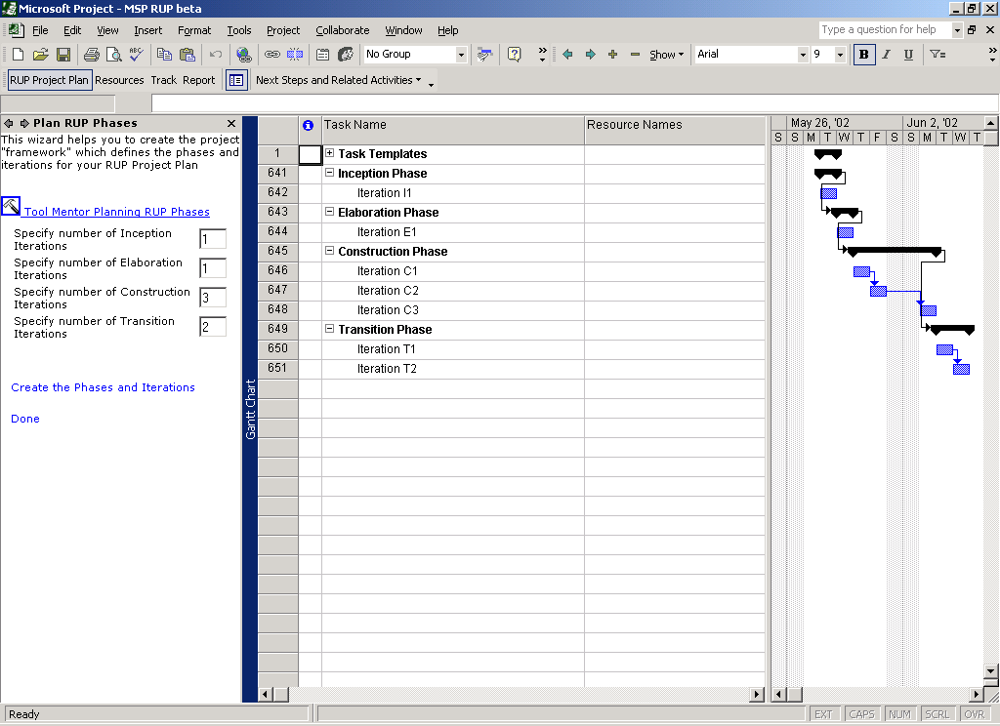 Microsoft Project - MSP RUP beta
File Edit View Insert Format Tools Project Collaborate Window Help
Type a question for help
ABC No Group Show Arial 9 B I U
RUP Project Plan Resources Track Report Next Steps and Related Activities
Plan RUP Phases
This wizard helps you to create the project
"framework" which defines the phases and
iterations for your RUP Project Plan
Tool Mentor Planning RUP Phases
Specify number of Inception
Iterations
1
Specify number of Elaboration
Iterations
1
Specify number of Construction
Iterations
3
Specify number of Transition
Iterations
2
Create the Phases and Iterations
Done
Gantt Chart
Task Name Resource Names
1 Task Templates
641 Inception Phase
642 Iteration I1
643 Elaboration Phase
644 Iteration E1
645 Construction Phase
646 Iteration C1
647 Iteration C2
648 Iteration C3
649 Transition Phase
650 Iteration T1
651 Iteration T2
May 26, '02 Jun 2, '02
S S M T W T F S S M T W T
Ready
EXT CAPS NUM SCRL OVR